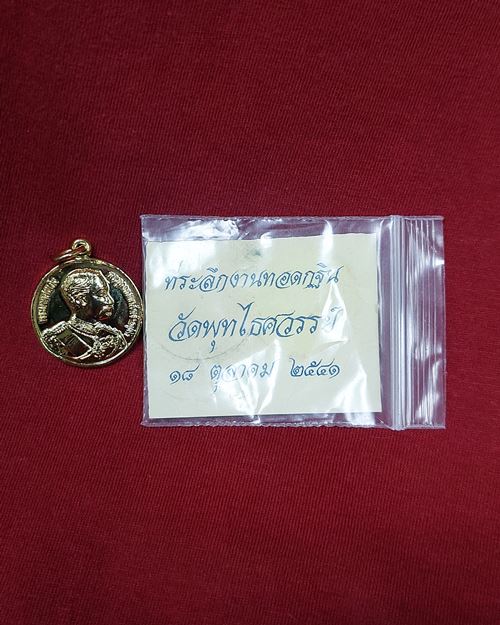 ที่ระลึกงานทอดกฐิน
วัดพุทไธศวรรย์
๑๘ ตุลาคม ๒๕๔๑